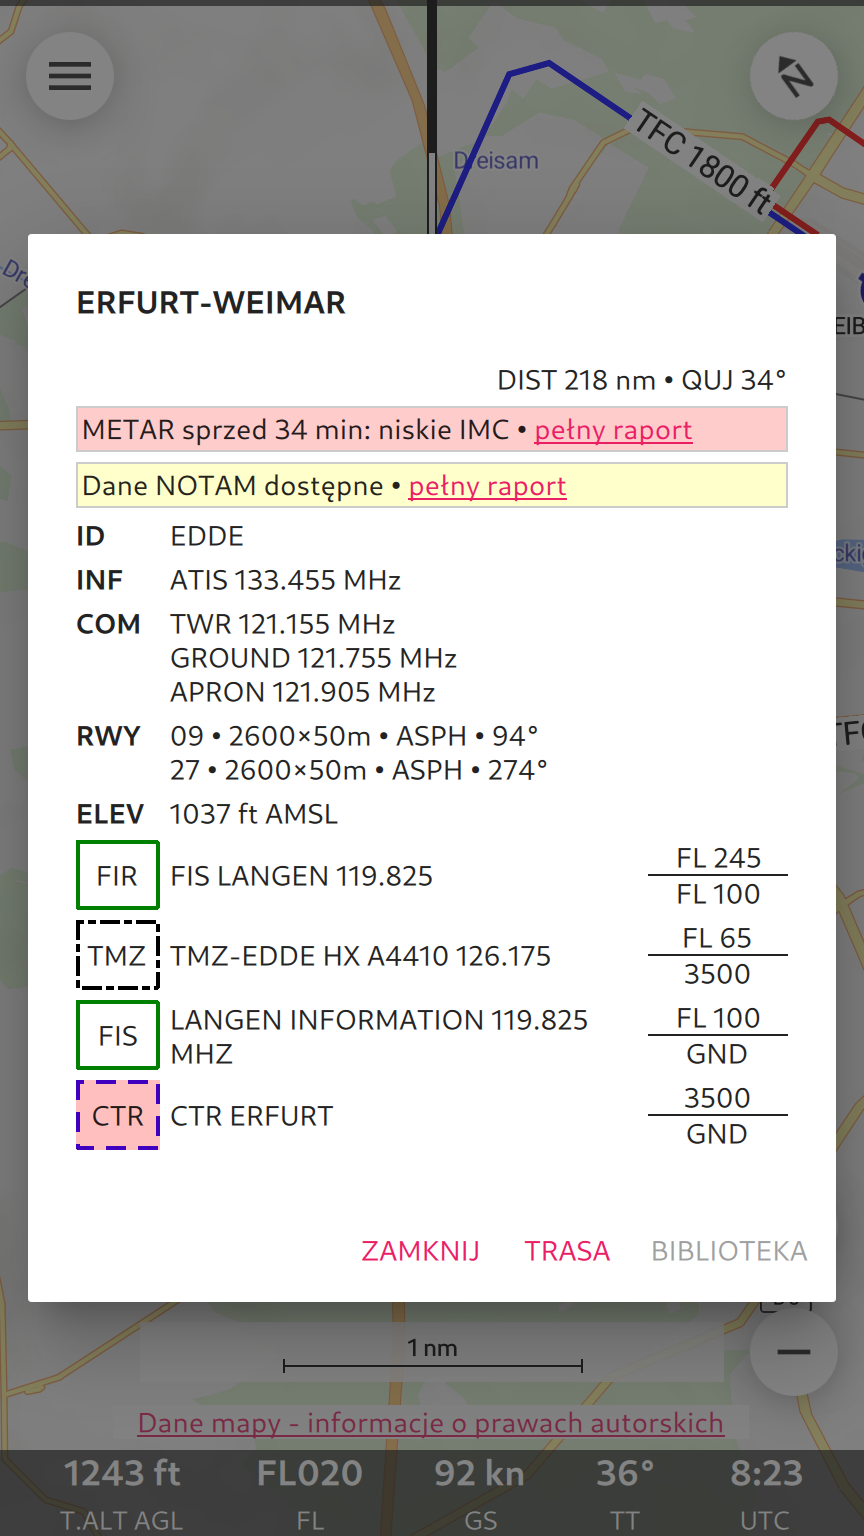 Dreisam
TFC 1800 ft
N
-Dre
EIB
ERFURT-WEIMAR
DIST 218 nm • QUJ 34°
METAR sprzed 34 min: niskie IMC • pełny raport
Dane NOTAM dostępne • pełny raport
ID EDDE
INF ATIS 133.455 MHz
COM TWR 121.155 MHz
GROUND 121.755 MHz
APRON 121.905 MHz
RWY 09 • 2600×50m • ASPH • 94°
27 • 2600×50m • ASPH • 274°
ELEV 1037 ft AMSL
FIR FIS LANGEN 119.825 FL 245
FL 100
TMZ TMZ-EDDE HX A4410 126.175 FL 65
3500
FIS LANGEN INFORMATION 119.825 MHZ FL 100
GND
CTR CTR ERFURT 3500
GND
ZAMKNIJ TRASA BIBLIOTEKA
1 nm
Dane mapy - informacje o prawach autorskich
1243 ft FL020 92 kn 36° 8:23
T.ALT AGL FL GS TT UTC